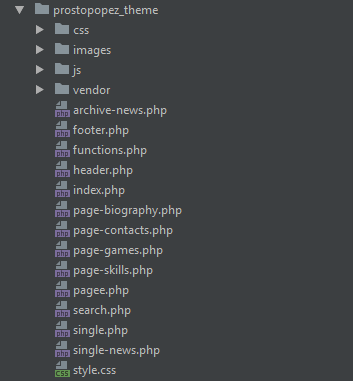 prostopopez_theme
css
images
js
vendor
archive-news.php
footer.php
functions.php
header.php
index.php
page-biography.php
page-contacts.php
page-games.php
page-skills.php
pagee.php
search.php
single.php
single-news.php
style.css